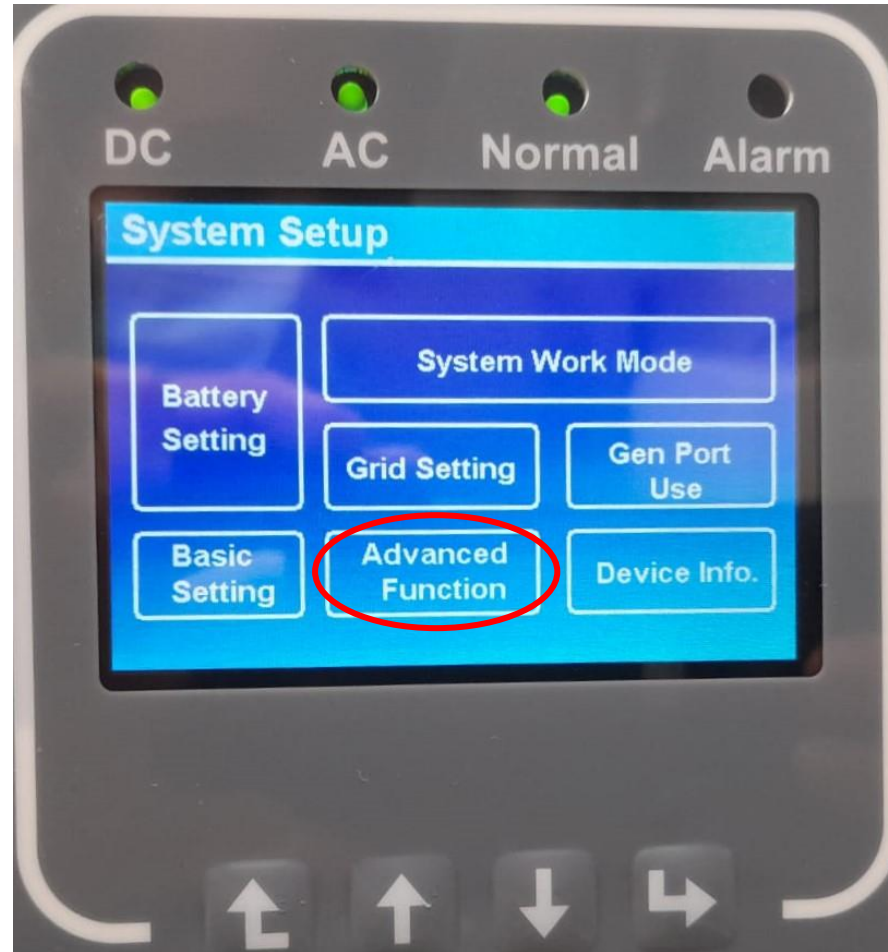 DC
AC
Normal
Alarm
System Setup
Battery
Setting
System Work Mode
Grid Setting
Gen Port
Use
Basic
Setting
Advanced
Function
Device Info.